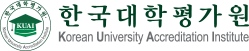 KUAI
한국대학평가원
Korean University Accreditation Institute